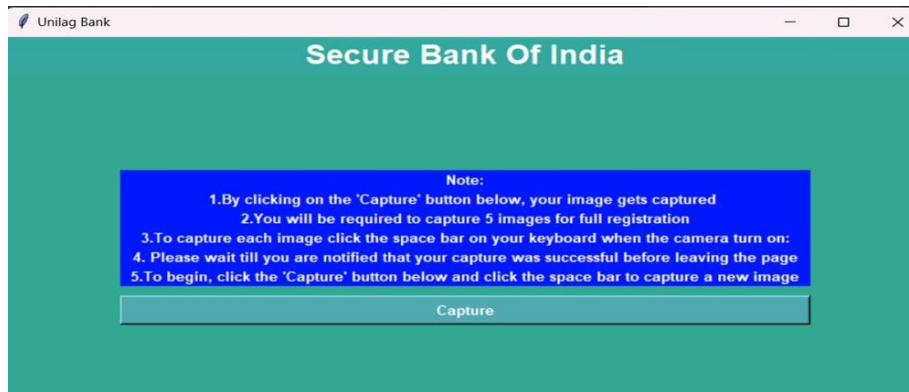 Unilag Bank
Secure Bank Of India
Note:
1.By clicking on the 'Capture' button below, your image gets captured
2.You will be required to capture 5 images for full registration
3.To capture each image click the space bar on your keyboard when the camera turn on:
4. Please wait till you are notified that your capture was successful before leaving the page
5.To begin, click the 'Capture' button below and click the space bar to capture a new image
Capture